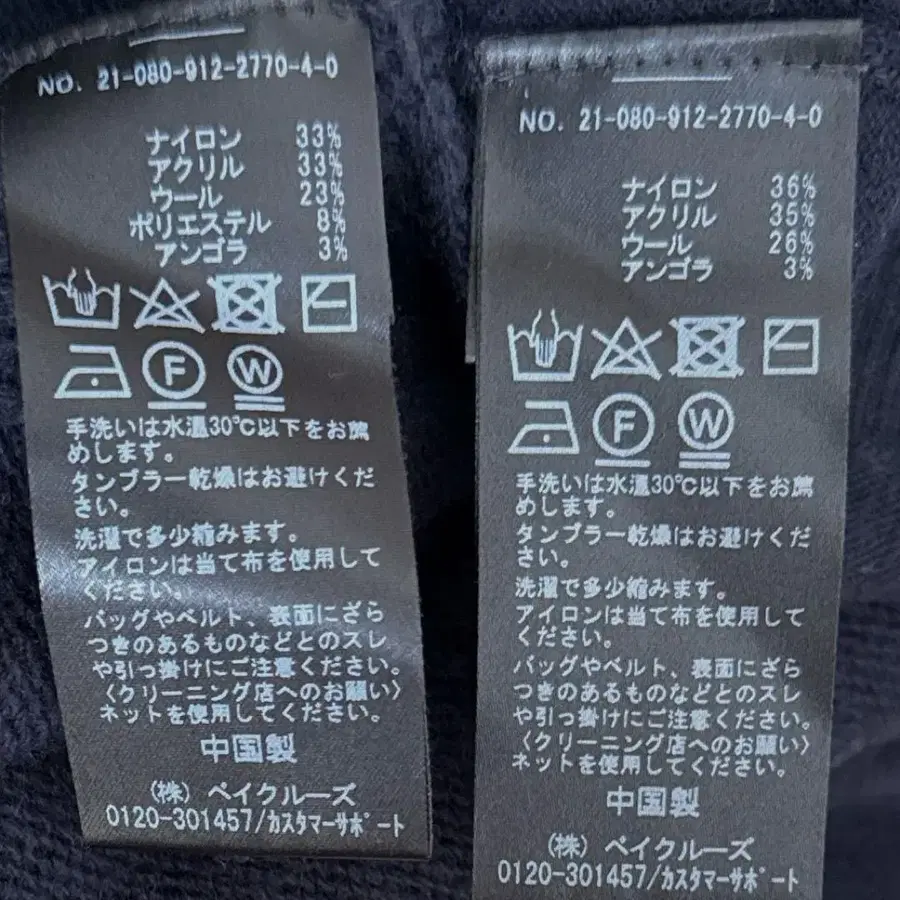 NO. 21-080-912-2770-4-0
ナイロン 33%
アクリル 33%
ウール 23%
ポリエステル 8%
アンゴラ 3%
F W
手洗いは水温30℃以下をお薦
めします。
タンブラー乾燥はお避けくだ
さい。
洗濯で多少縮みます。
アイロンは当て布を使用して
ください。
バッグやベルト、表面にざら
つきのあるものなどとのスレ
や引っ掛けにご注意ください。
〈クリーニング店へのお願い〉
ネットを使用してください。
中国製
(株) ベイクルーズ
0120-301457/カスタマーサポート
NO. 21-080-912-2770-4-0
ナイロン 36%
アクリル 35%
ウール 26%
アンゴラ 3%
F W
手洗いは水温30℃以下をお薦
めします。
タンブラー乾燥はお避けくだ
さい。
洗濯で多少縮みます。
アイロンは当て布を使用して
ください。
バッグやベルト、表面にざら
つきのあるものなどとのスレ
や引っ掛けにご注意ください。
〈クリーニング店へのお願い〉
ネットを使用してください。
中国製
(株) ベイクルーズ
0120-301457/カスタマーサポート